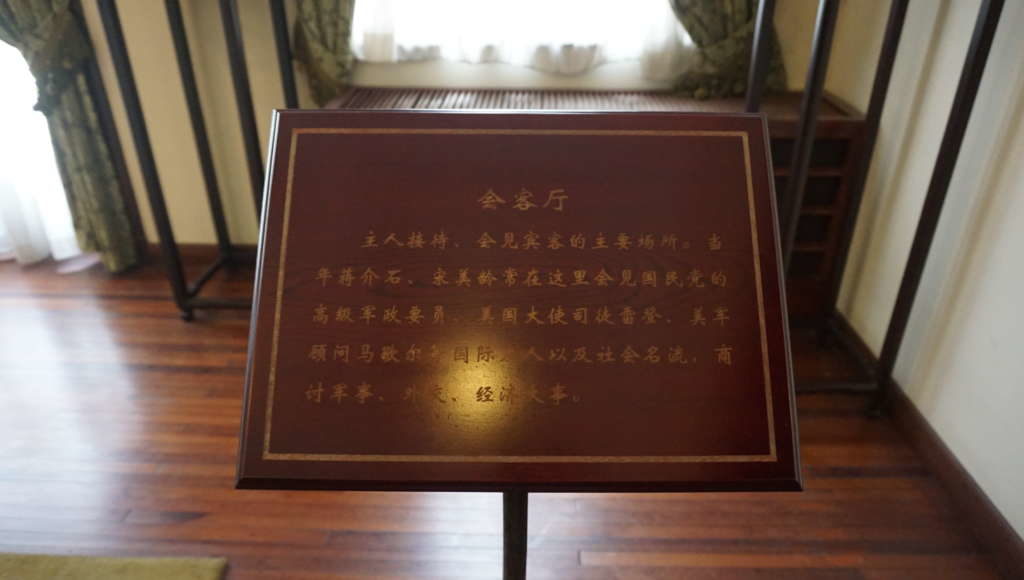 会客厅
主人接待、会见宾客的主要场所。当
年蒋介石、宋美龄常在这里会见国民党的
高级军政要员、美国大使司徒雷登、美军
顾问马歇尔等国际要人以及社会名流，商
讨军事、外交、经济大事。